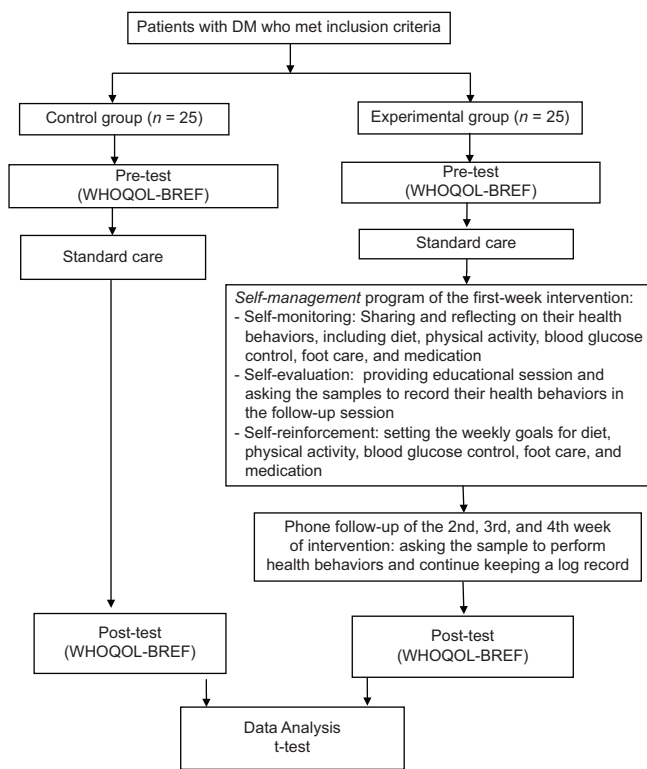 Patients with DM who met inclusion criteria
Control group (n = 25)
Experimental group (n = 25)
Pre-test
(WHOQOL-BREF)
Pre-test
(WHOQOL-BREF)
Standard care
Standard care
Self-management program of the first-week intervention:
- Self-monitoring: Sharing and reflecting on their health
behaviors, including diet, physical activity, blood glucose
control, foot care, and medication
- Self-evaluation:  providing educational session and
asking the samples to record their health behaviors in
the follow-up session
- Self-reinforcement: setting the weekly goals for diet,
physical activity, blood glucose control, foot care, and
medication
Phone follow-up of the 2nd, 3rd, and 4th week
of intervention: asking the sample to perform
health behaviors and continue keeping a log record
Post-test
(WHOQOL-BREF)
Post-test
(WHOQOL-BREF)
Data Analysis
t-test